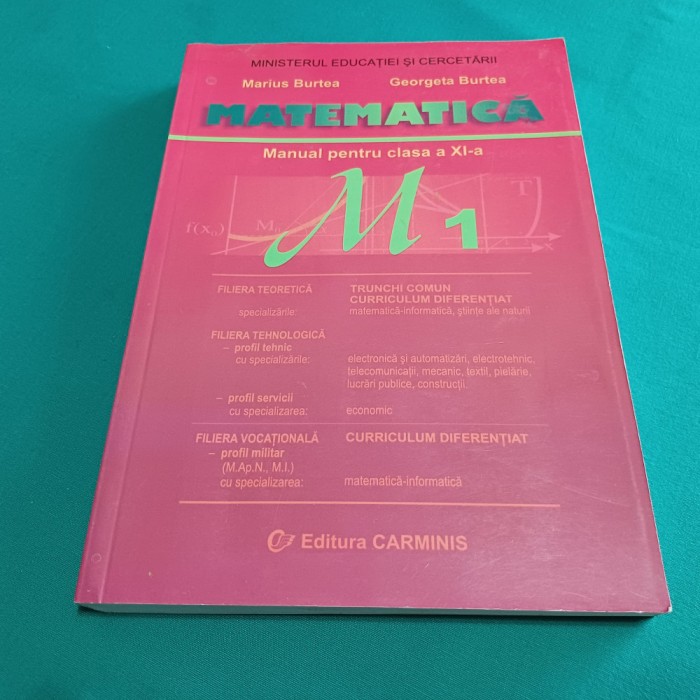 MINISTERUL EDUCAȚIEI ȘI CERCETĂRII
Marius Burtea Georgeta Burtea
MATEMATICĂ
Manual pentru clasa a XI-a
f(x₀) M₀ T
M 1
FILIERA TEORETICĂ TRUNCHI COMUN
CURRICULUM DIFERENȚIAT
specializările: matematică-informatică, științe ale naturii
FILIERA TEHNOLOGICĂ
– profil tehnic
cu specializările: electronică și automatizări, electrotehnic,
telecomunicații, mecanic, textil, pielărie,
lucrări publice, construcții.
– profil servicii
cu specializarea: economic
FILIERA VOCAȚIONALĂ CURRICULUM DIFERENȚIAT
– profil militar
(M.Ap.N., M.I.)
cu specializarea: matematică-informatică
Editura CARMINIS